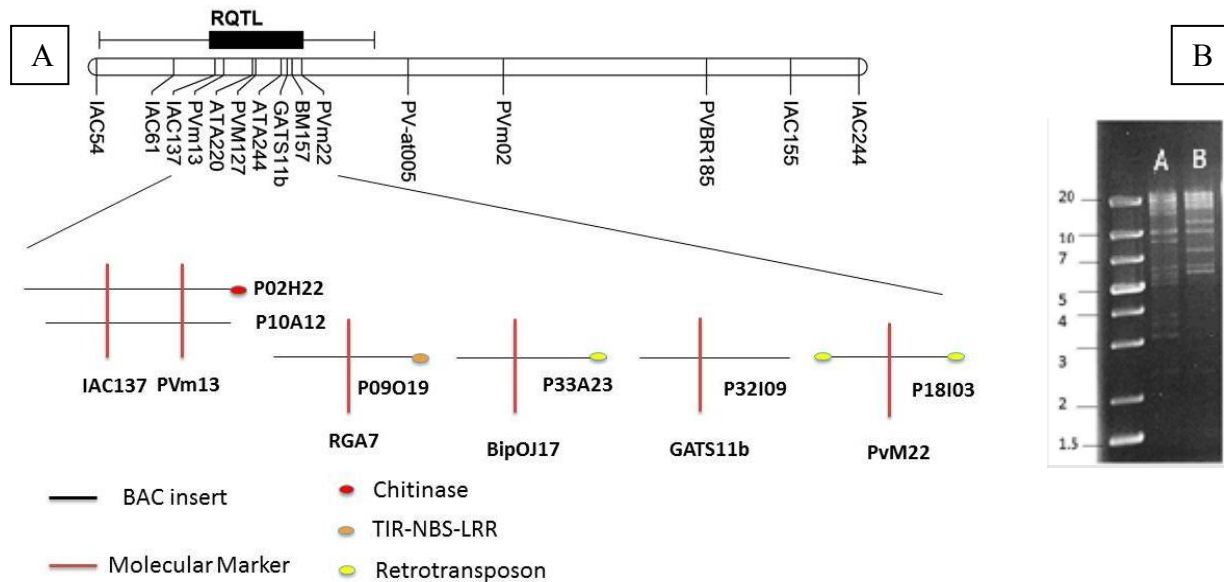 A
RQTL
IAC54
IAC61
IAC137
PVm13
ATA220
PVM127
ATA244
GATS11b
BM157
PVm22
PV-at005
PVm02
PVBR185
IAC155
IAC244
P02H22
P10A12
IAC137 PVm13
P09O19
RGA7
P33A23
BipOJ17
P32I09
GATS11b
P18I03
PvM22
BAC insert
Molecular Marker
Chitinase
TIR-NBS-LRR
Retrotransposon
B
A B
20
10
7
5
4
3
2
1.5